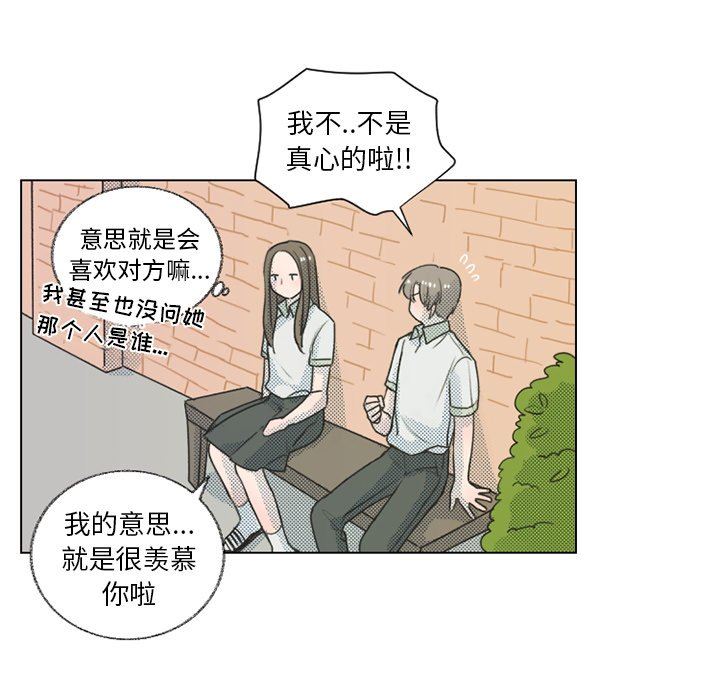 我不..不是
真心的啦!!
意思就是会
喜欢对方嘛...
我甚至也没问她
那个人是谁...
我的意思...
就是很羡慕
你啦